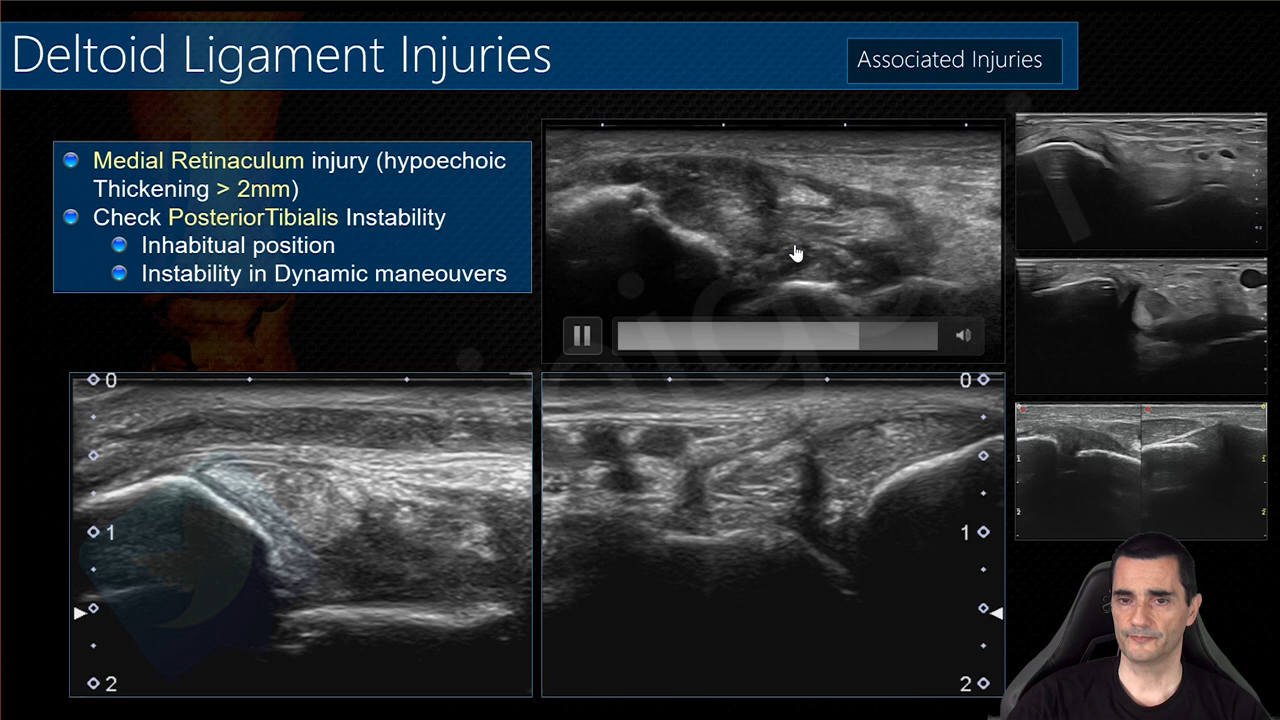 Deltoid Ligament Injuries
Associated Injuries
Medial Retinaculum injury (hypoechoic
Thickening > 2mm)
Check PosteriorTibialis Instability
Inhabitual position
Instability in Dynamic maneouvers
0
1
2
0
1
2